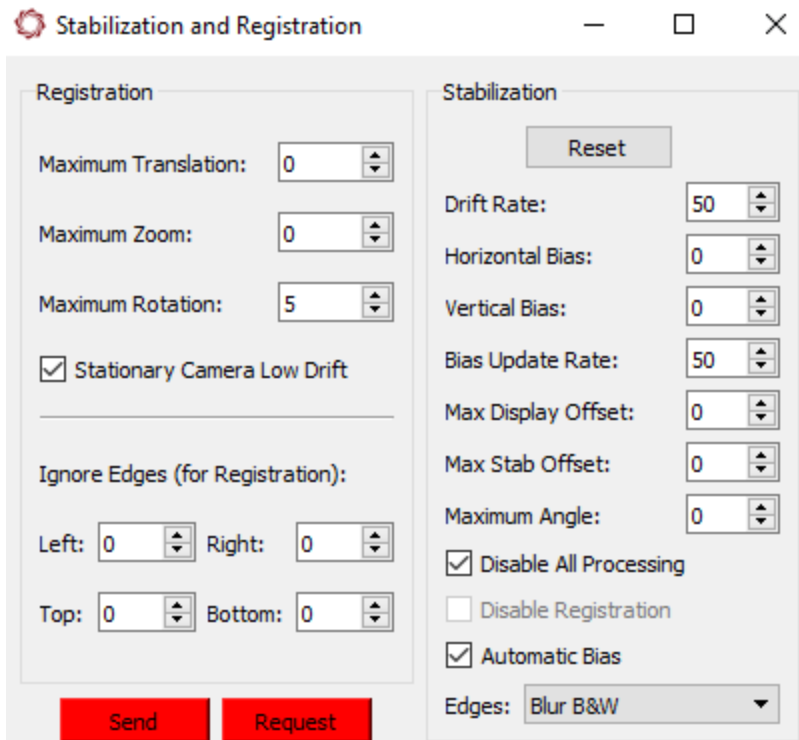 Stabilization and Registration
Registration
Maximum Translation: 0
Maximum Zoom: 0
Maximum Rotation: 5
Stationary Camera Low Drift
Ignore Edges (for Registration):
Left: 0 Right: 0
Top: 0 Bottom: 0
Send Request
Stabilization
Reset
Drift Rate: 50
Horizontal Bias: 0
Vertical Bias: 0
Bias Update Rate: 50
Max Display Offset: 0
Max Stab Offset: 0
Maximum Angle: 0
Disable All Processing
Disable Registration
Automatic Bias
Edges: Blur B&W